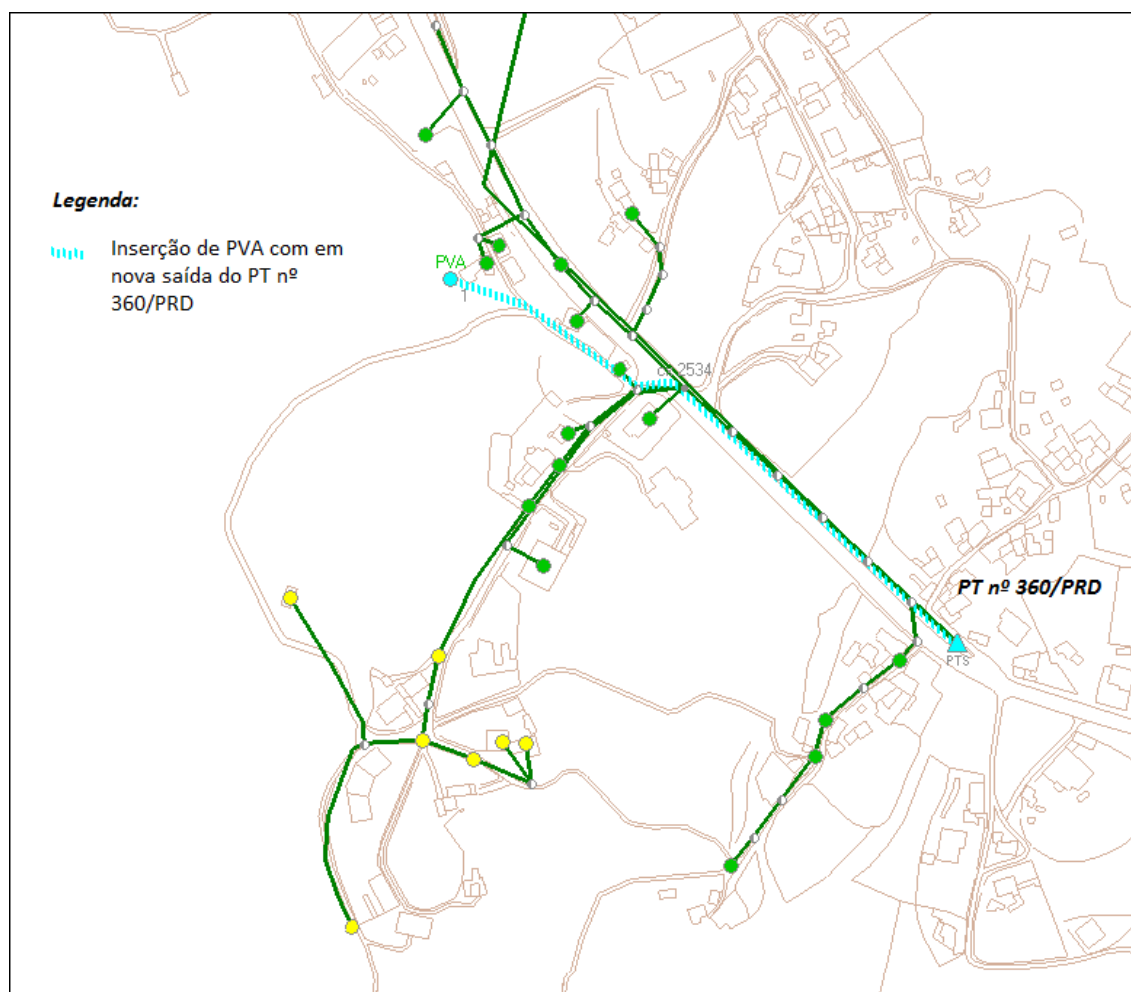 Legenda:
Inserção de PVA com em
nova saída do PT nº
360/PRD
PVA
1
2534
PT nº 360/PRD
PTS